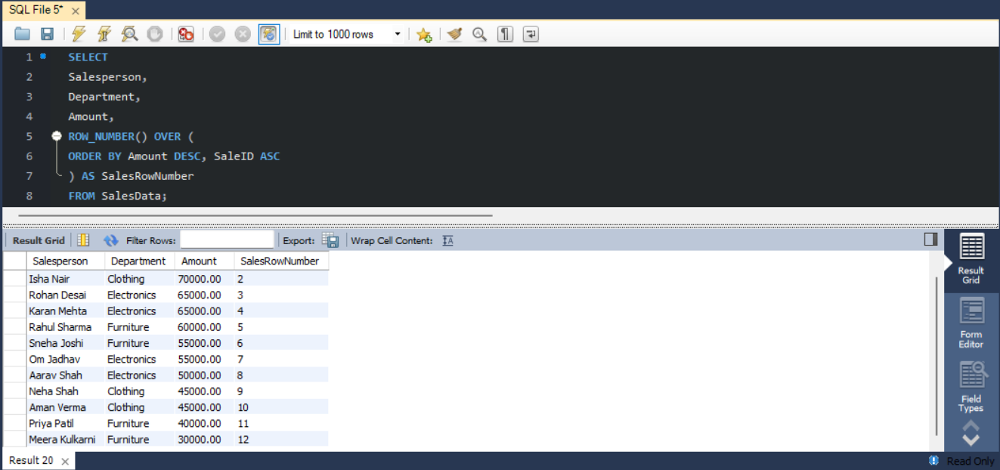 SQL File 5*
Limit to 1000 rows
1 SELECT
2 Salesperson,
3 Department,
4 Amount,
5 ROW_NUMBER() OVER (
6 ORDER BY Amount DESC, SaleID ASC
7 ) AS SalesRowNumber
8 FROM SalesData;
Result Grid Filter Rows: Export: Wrap Cell Content:
Salesperson Department Amount SalesRowNumber
Isha Nair Clothing 70000.00 2
Rohan Desai Electronics 65000.00 3
Karan Mehta Electronics 65000.00 4
Rahul Sharma Furniture 60000.00 5
Sneha Joshi Furniture 55000.00 6
Om Jadhav Electronics 55000.00 7
Aarav Shah Electronics 50000.00 8
Neha Shah Clothing 45000.00 9
Aman Verma Clothing 45000.00 10
Priya Patil Furniture 40000.00 11
Meera Kulkarni Furniture 30000.00 12
Result
Grid
Form
Editor
Field
Types
Result 20
Read Only